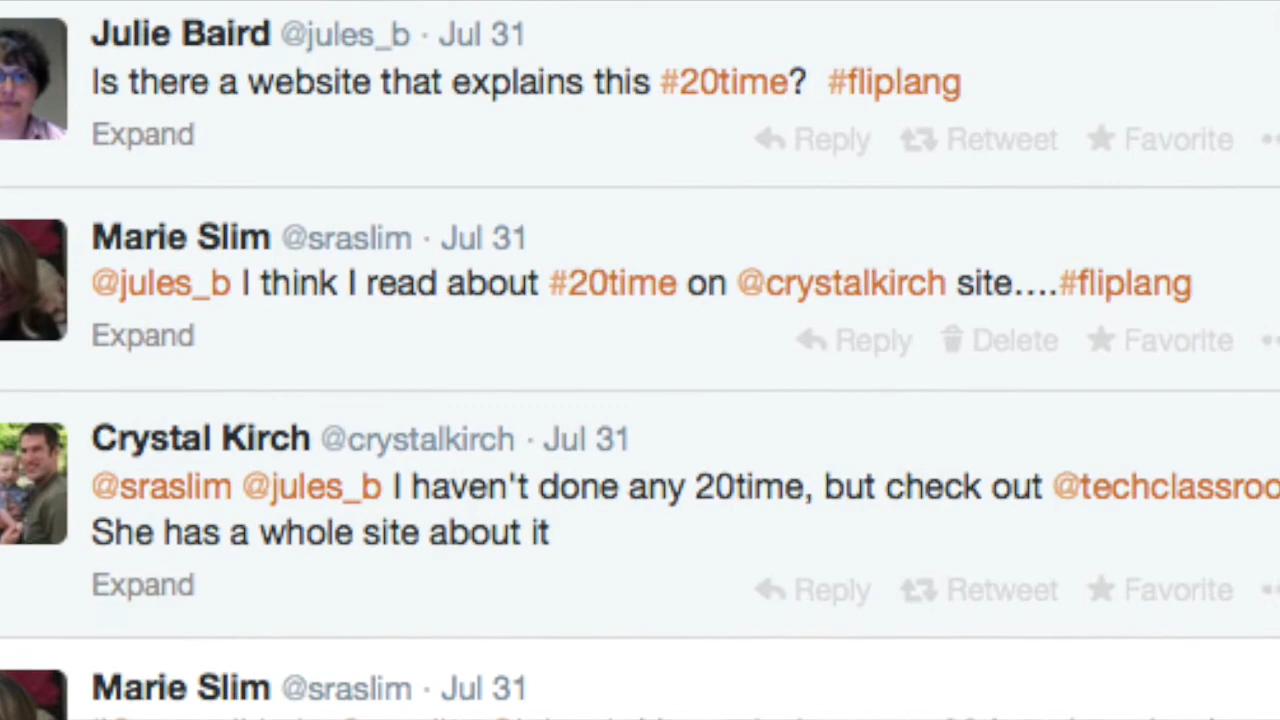 Julie Baird @jules_b · Jul 31
Is there a website that explains this #20time? #fliplang
Expand
Reply Retweet Favorite
Marie Slim @sraslim · Jul 31
@jules_b I think I read about #20time on @crystalkirch site....#fliplang
Expand
Reply Delete Favorite
Crystal Kirch @crystalkirch · Jul 31
@sraslim @jules_b I haven't done any 20time, but check out @techclassroo
She has a whole site about it
Expand
Reply Retweet Favorite
Marie Slim @sraslim · Jul 31